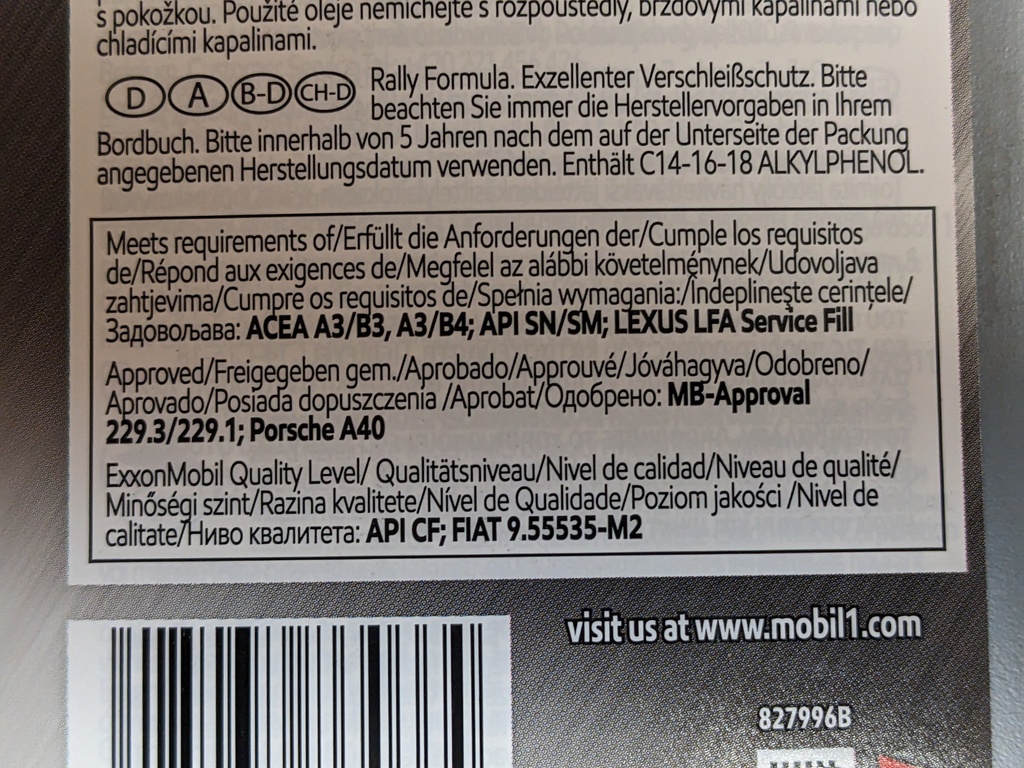 s pokožkou. Použité oleje nemíchejte s rozpouštědly, brzdovými kapalinami nebo
chladícími kapalinami.
D A B-D CH-D Rally Formula. Exzellenter Verschleißschutz. Bitte
beachten Sie immer die Herstellervorgaben in Ihrem
Bordbuch. Bitte innerhalb von 5 Jahren nach dem auf der Unterseite der Packung
angegebenen Herstellungsdatum verwenden. Enthält C14-16-18 ALKYLPHENOL.
Meets requirements of/Erfüllt die Anforderungen der/Cumple los requisitos
de/Répond aux exigences de/Megfelel az alábbi követelménynek/Udovoljava
zahtjevima/Cumpre os requisitos de/Spełnia wymagania:/Îndeplinește cerințele/
Задовољава: ACEA A3/B3, A3/B4; API SN/SM; LEXUS LFA Service Fill
Approved/Freigegeben gem./Aprobado/Approuvé/Jóváhagyva/Odobreno/
Aprovado/Posiada dopuszczenia /Aprobat/Одобрено: MB-Approval
229.3/229.1; Porsche A40
ExxonMobil Quality Level/ Qualitätsniveau/Nivel de calidad/Niveau de qualité/
Minőségi szint/Razina kvalitete/Nível de Qualidade/Poziom jakości /Nivel de
calitate/Ниво квалитета: API CF; FIAT 9.55535-M2
visit us at www.mobil1.com
827996B